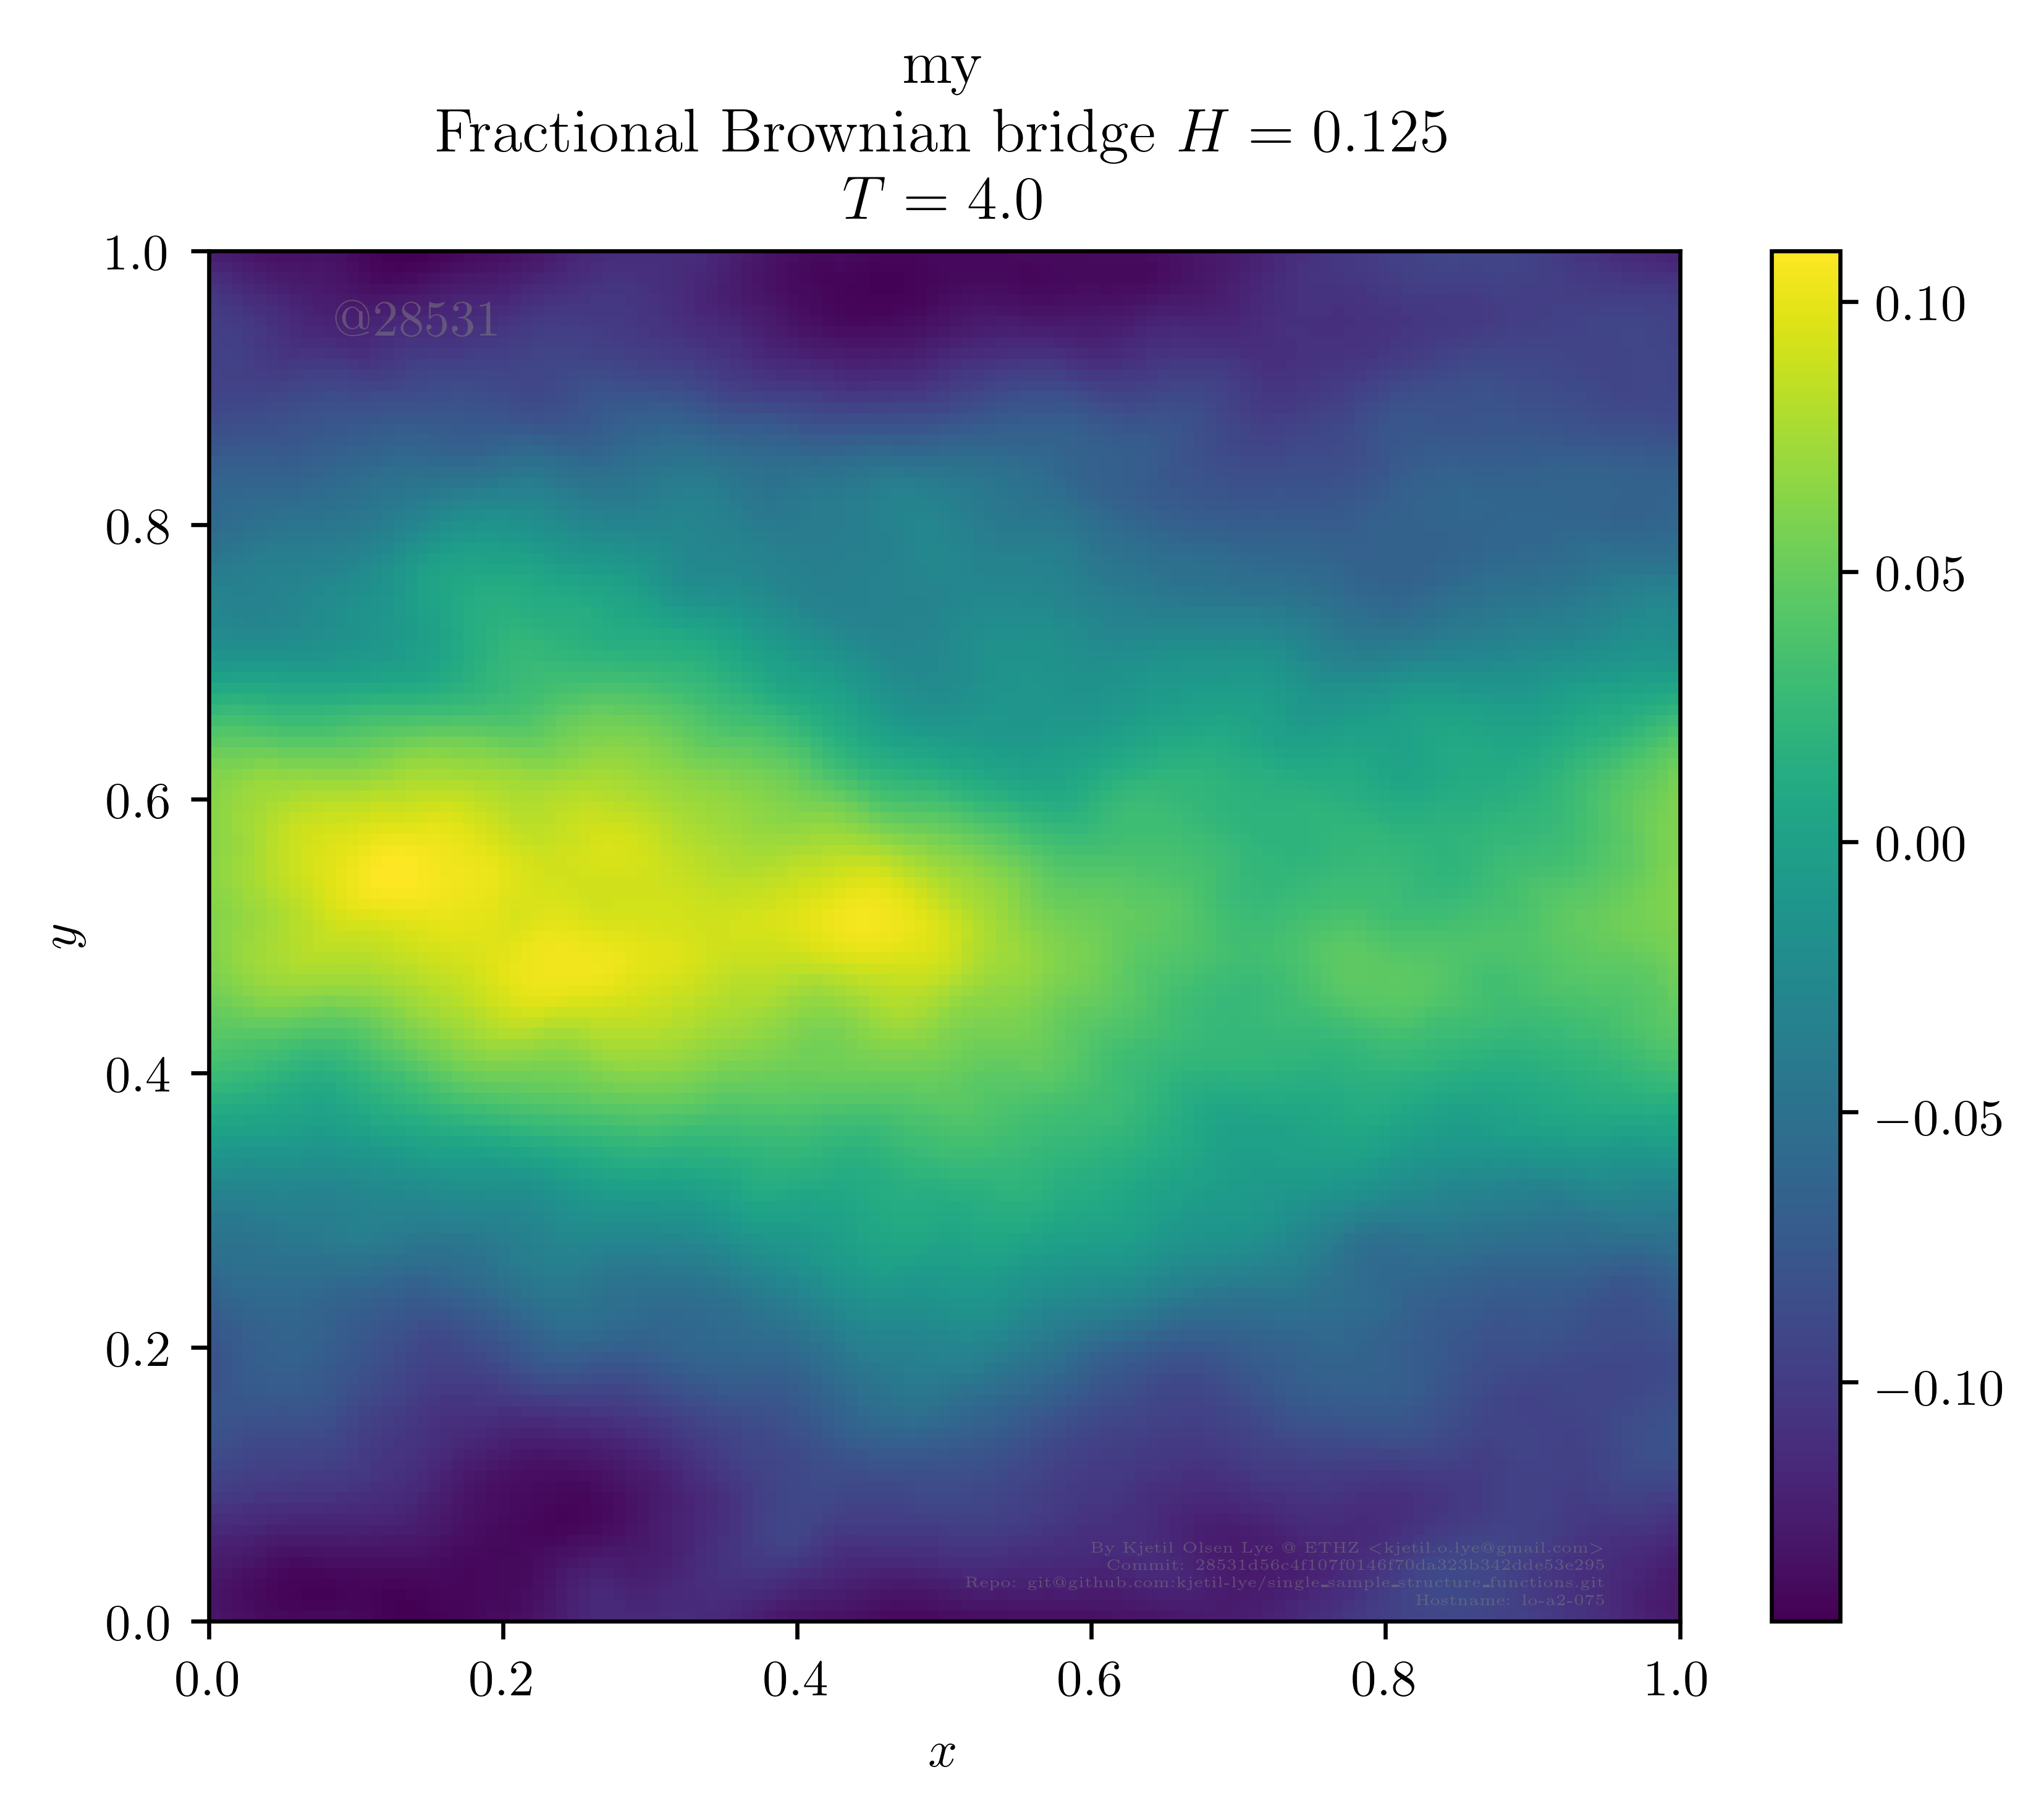 my
Fractional Brownian bridge H = 0.125
T = 4.0
@28531
1.0
0.8
0.6
0.4
0.2
0.0
y
0.0 0.2 0.4 0.6 0.8 1.0
x
0.10
0.05
0.00
−0.05
−0.10
By Kjetil Olsen Lye @ ETHZ <kjetil.o.lye@gmail.com>
Commit: 28531d56c4f107f0146f70da323b342dde53e295
Repo: git@github.com:kjetil-lye/single_sample_structure_functions.git
Hostname: lo-a2-075